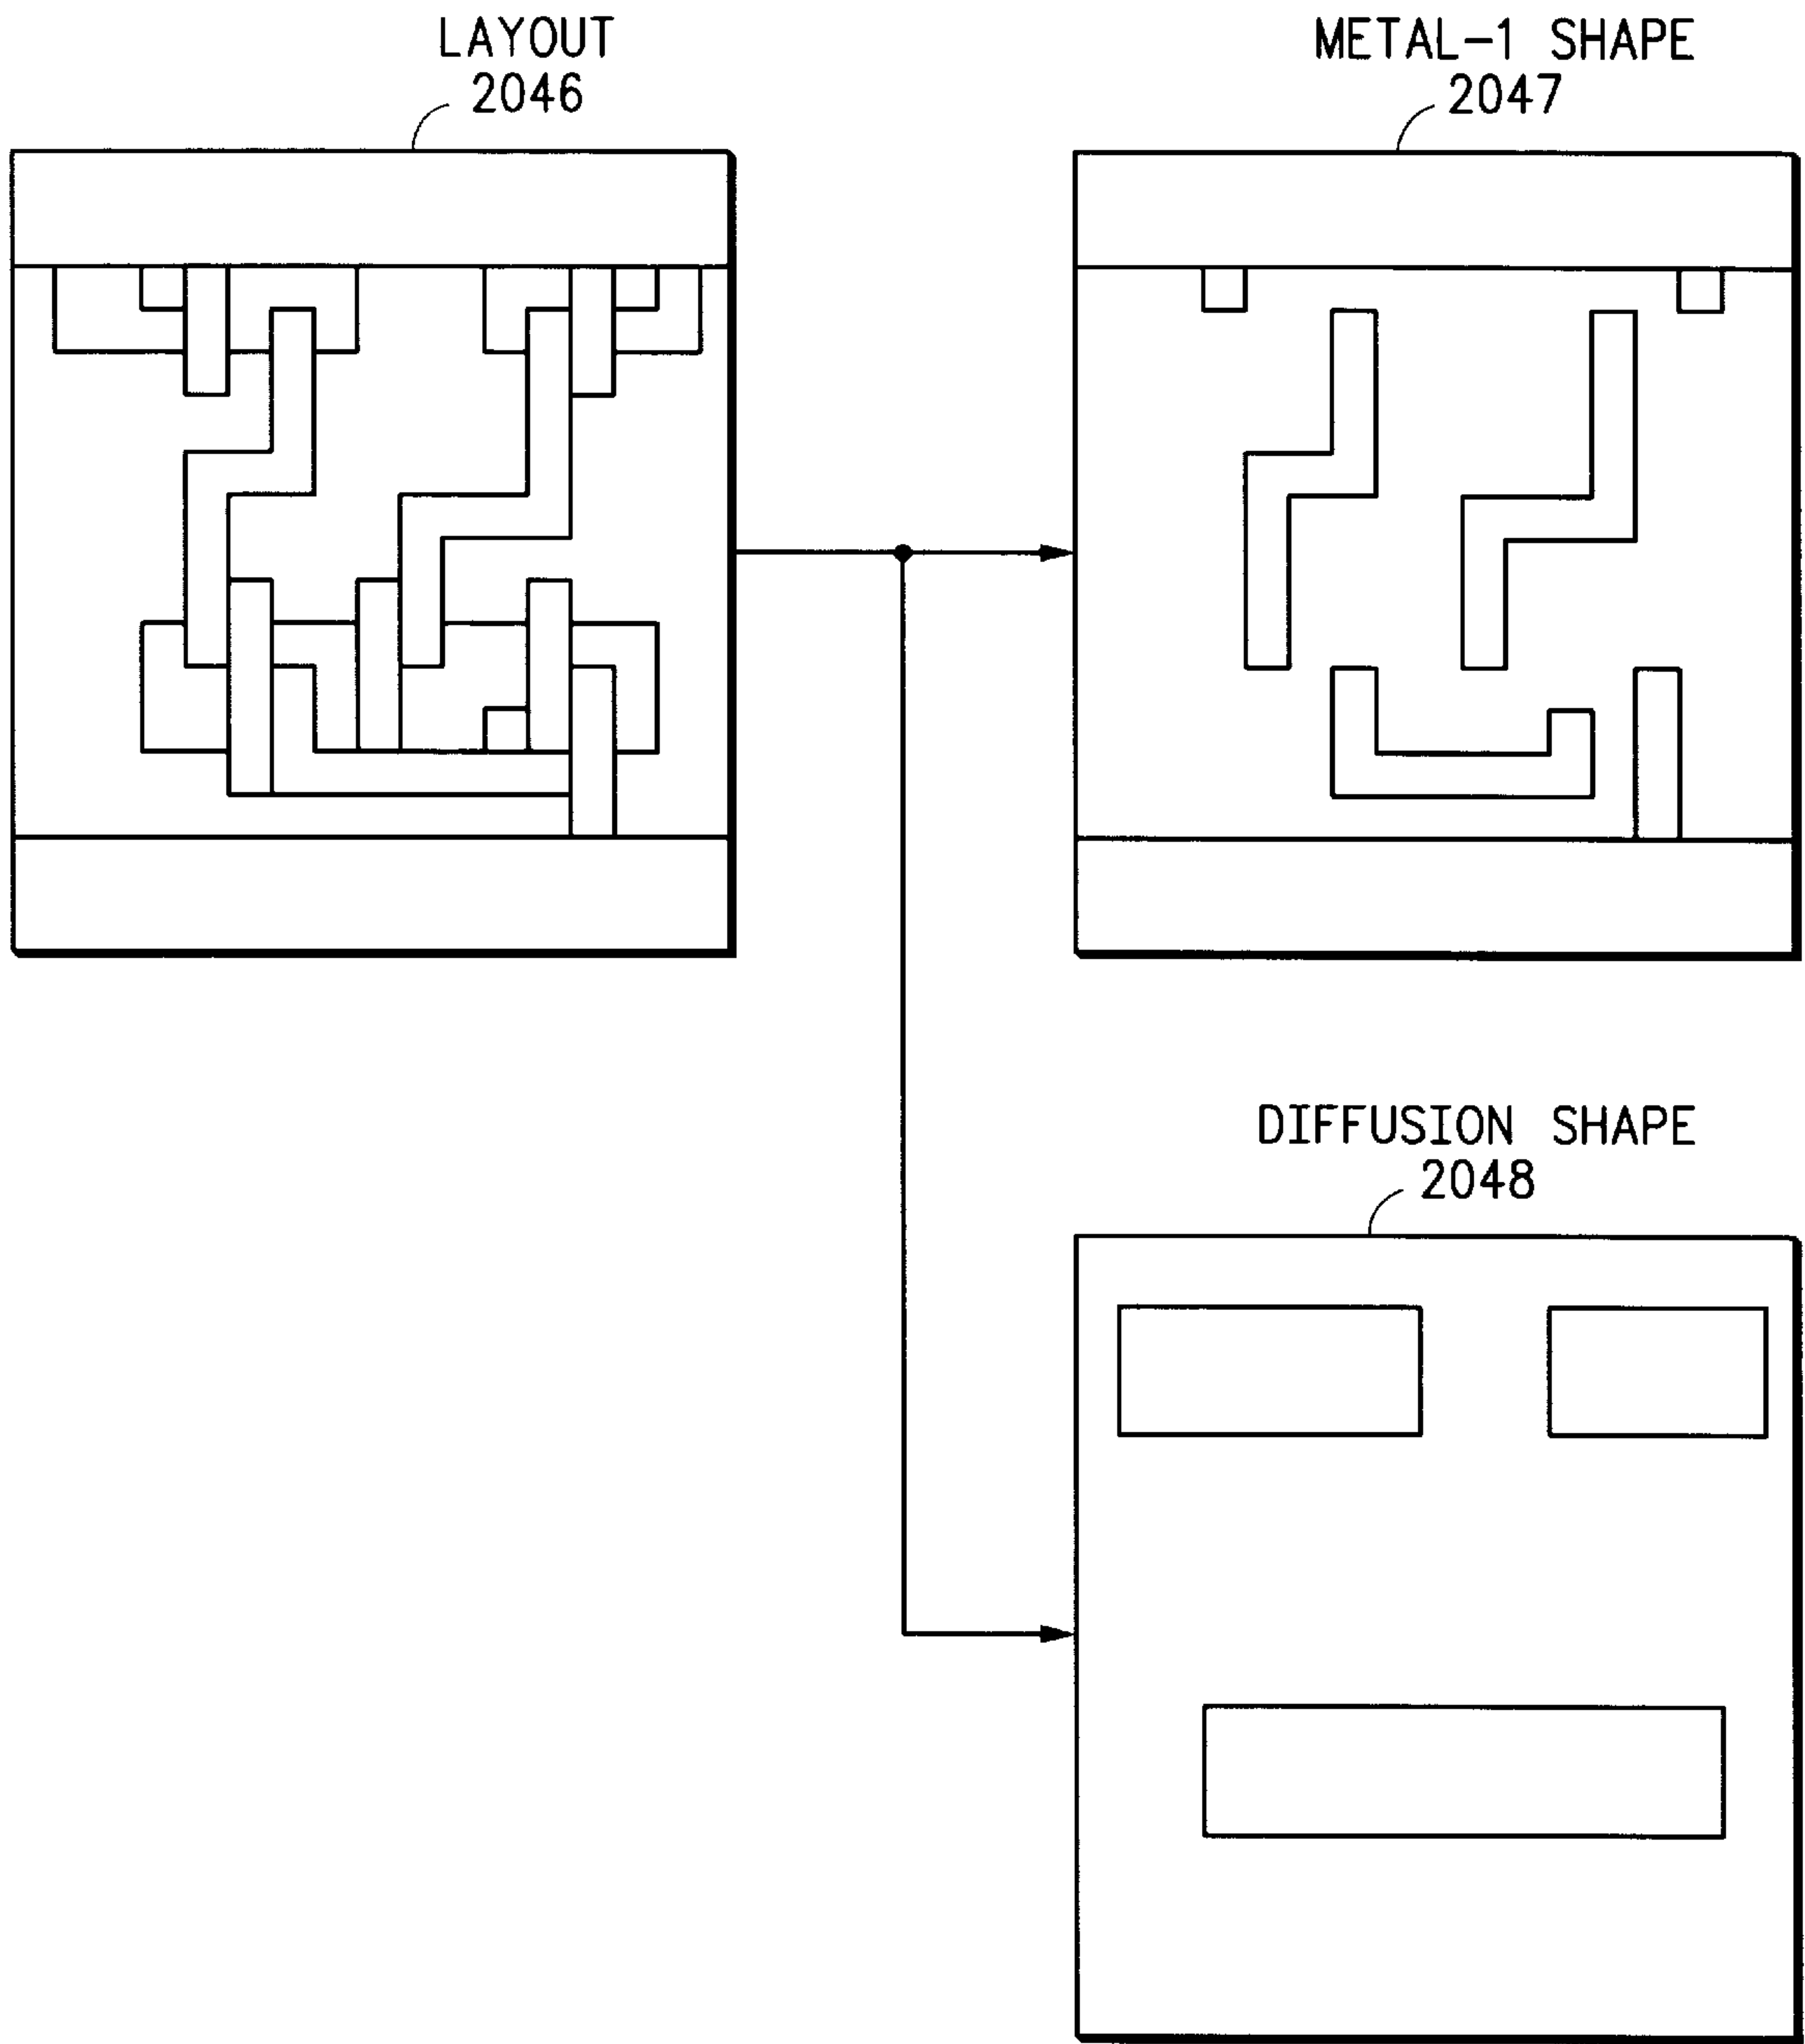 LAYOUT
2046
METAL-1 SHAPE
2047
DIFFUSION SHAPE
2048